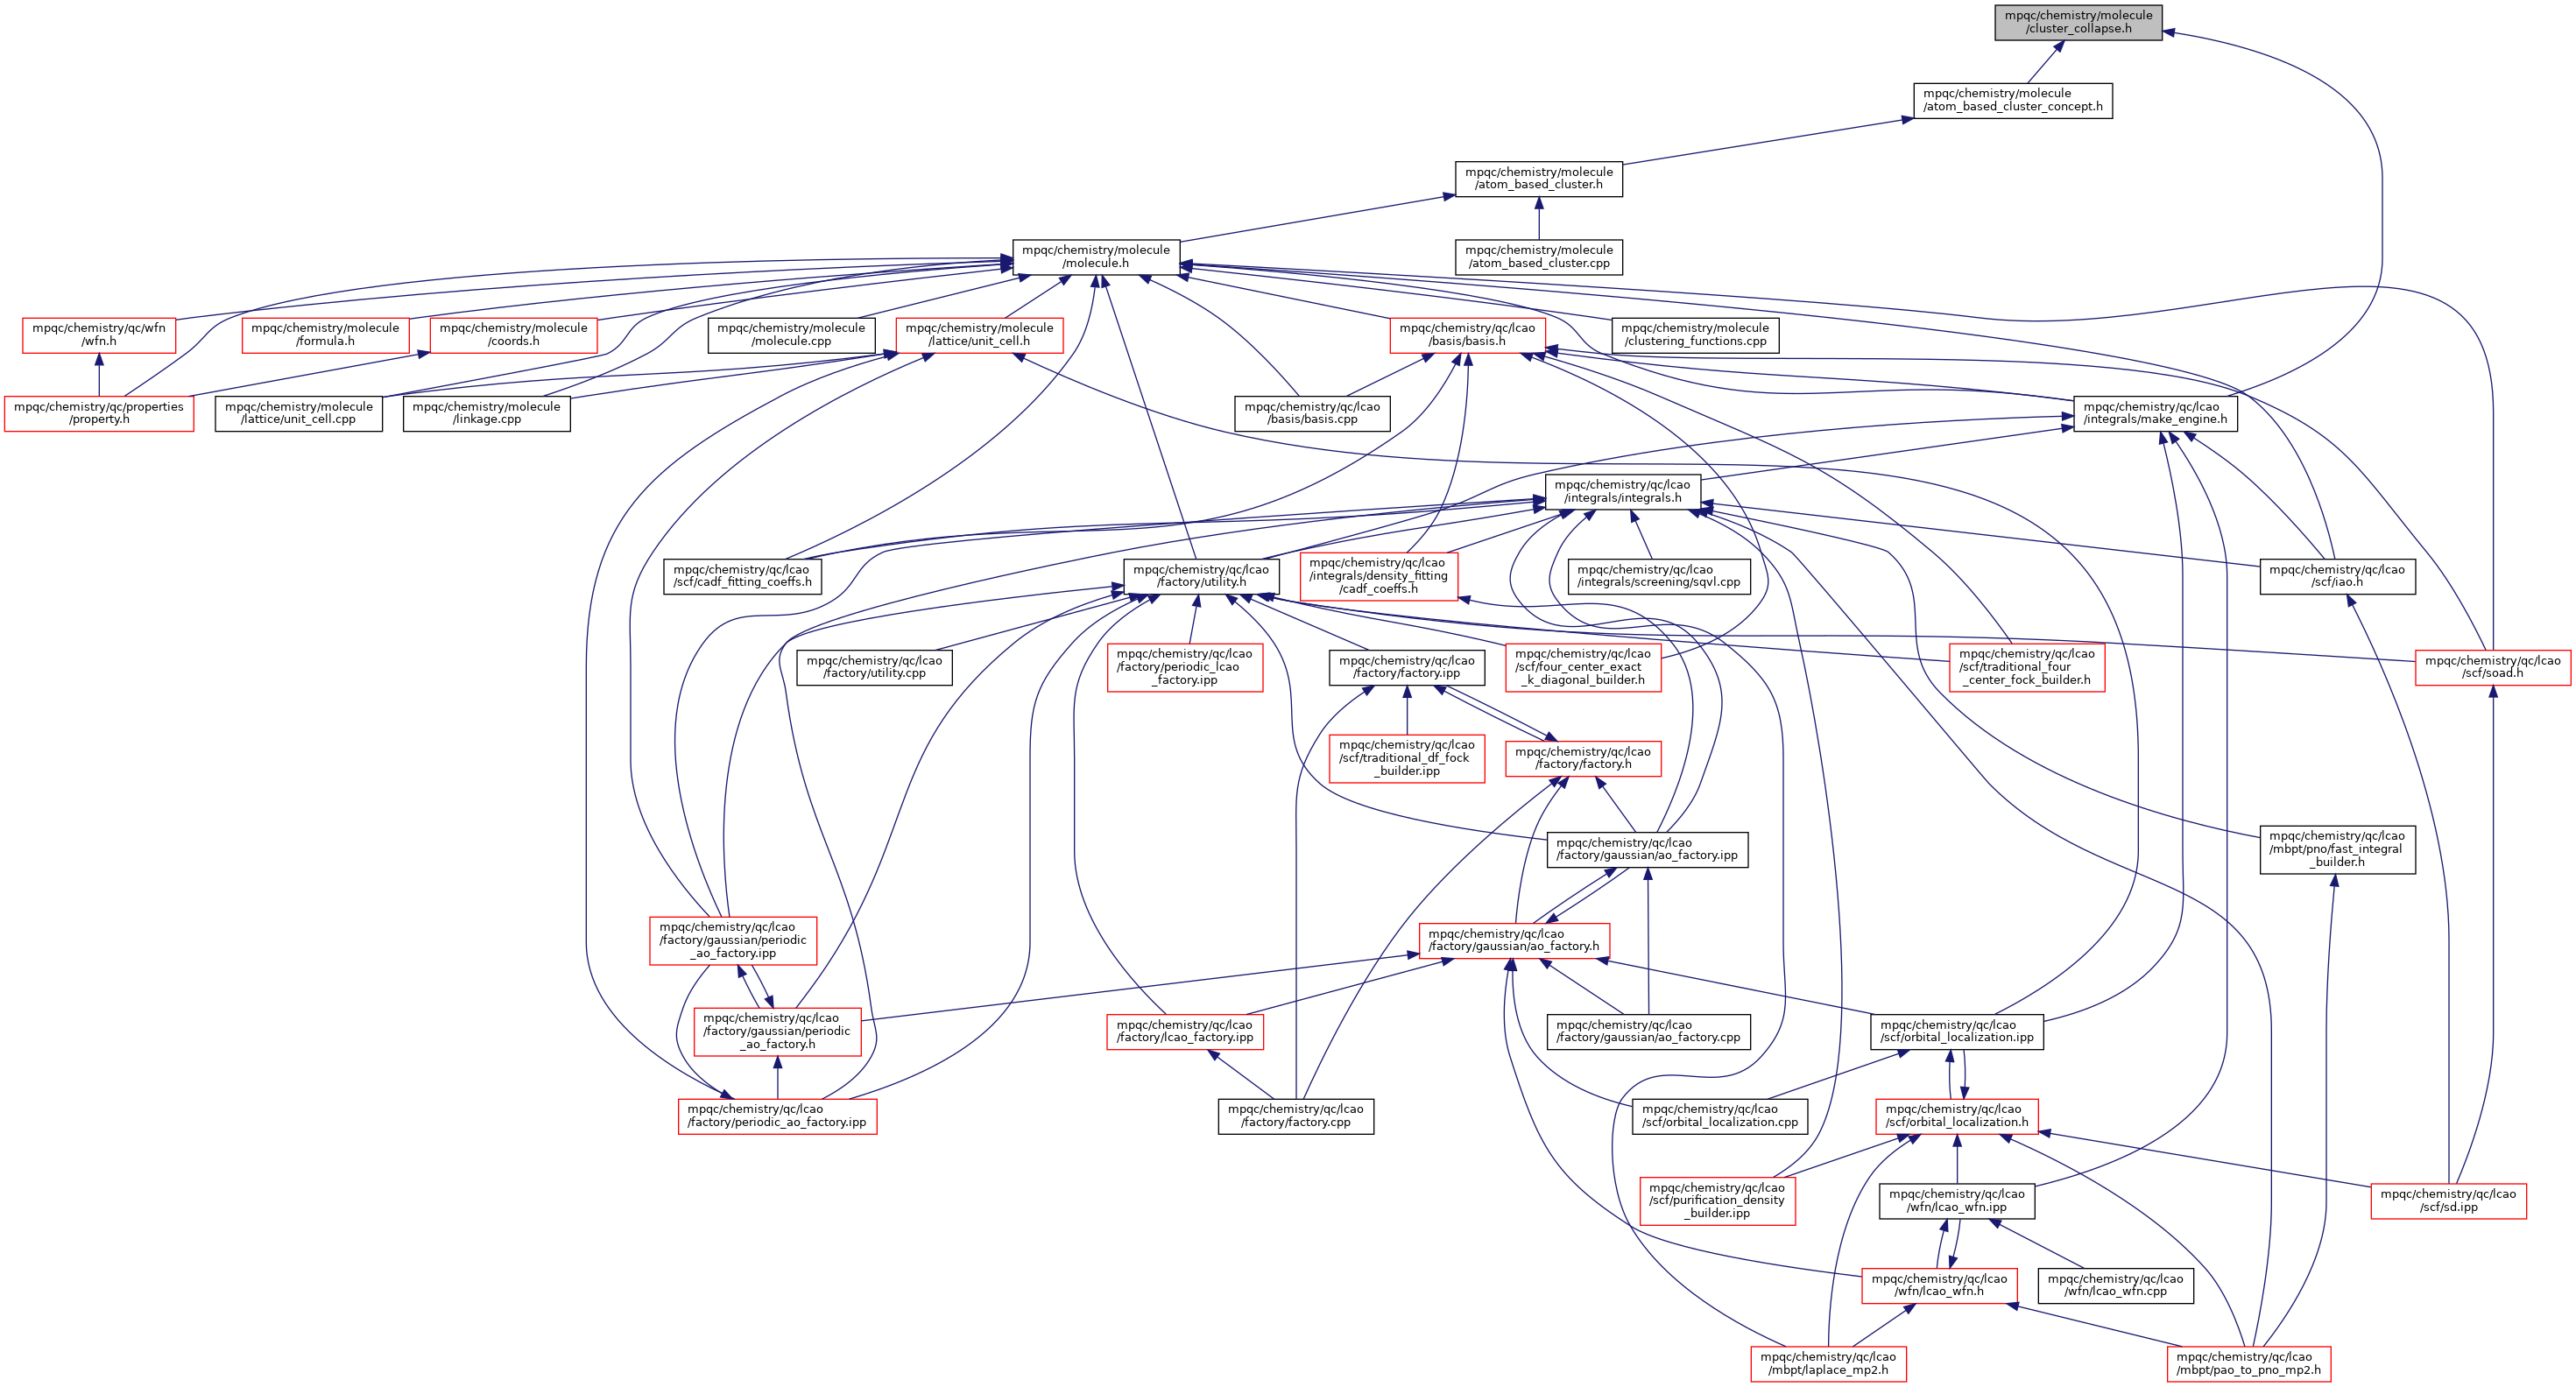 mpqc/chemistry/molecule
/cluster_collapse.h
mpqc/chemistry/molecule
/atom_based_cluster_concept.h
mpqc/chemistry/molecule
/atom_based_cluster.h
mpqc/chemistry/molecule
/molecule.h
mpqc/chemistry/molecule
/atom_based_cluster.cpp
mpqc/chemistry/qc/wfn
/wfn.h
mpqc/chemistry/molecule
/formula.h
mpqc/chemistry/molecule
/coords.h
mpqc/chemistry/molecule
/molecule.cpp
mpqc/chemistry/molecule
/lattice/unit_cell.h
mpqc/chemistry/qc/lcao
/basis/basis.h
mpqc/chemistry/molecule
/clustering_functions.cpp
mpqc/chemistry/qc/properties
/property.h
mpqc/chemistry/molecule
/lattice/unit_cell.cpp
mpqc/chemistry/molecule
/linkage.cpp
mpqc/chemistry/qc/lcao
/basis/basis.cpp
mpqc/chemistry/qc/lcao
/integrals/make_engine.h
mpqc/chemistry/qc/lcao
/integrals/integrals.h
mpqc/chemistry/qc/lcao
/scf/cadf_fitting_coeffs.h
mpqc/chemistry/qc/lcao
/factory/utility.h
mpqc/chemistry/qc/lcao
/integrals/density_fitting
/cadf_coeffs.h
mpqc/chemistry/qc/lcao
/integrals/screening/sqvl.cpp
mpqc/chemistry/qc/lcao
/scf/iao.h
mpqc/chemistry/qc/lcao
/factory/utility.cpp
mpqc/chemistry/qc/lcao
/factory/periodic_lcao
_factory.ipp
mpqc/chemistry/qc/lcao
/factory/factory.ipp
mpqc/chemistry/qc/lcao
/scf/four_center_exact
_k_diagonal_builder.h
mpqc/chemistry/qc/lcao
/scf/traditional_four
_center_fock_builder.h
mpqc/chemistry/qc/lcao
/scf/soad.h
mpqc/chemistry/qc/lcao
/scf/traditional_df_fock
_builder.ipp
mpqc/chemistry/qc/lcao
/factory/factory.h
mpqc/chemistry/qc/lcao
/factory/gaussian/ao_factory.ipp
mpqc/chemistry/qc/lcao
/mbpt/pno/fast_integral
_builder.h
mpqc/chemistry/qc/lcao
/factory/gaussian/periodic
_ao_factory.ipp
mpqc/chemistry/qc/lcao
/factory/gaussian/ao_factory.h
mpqc/chemistry/qc/lcao
/factory/gaussian/periodic
_ao_factory.h
mpqc/chemistry/qc/lcao
/factory/lcao_factory.ipp
mpqc/chemistry/qc/lcao
/factory/gaussian/ao_factory.cpp
mpqc/chemistry/qc/lcao
/scf/orbital_localization.ipp
mpqc/chemistry/qc/lcao
/factory/periodic_ao_factory.ipp
mpqc/chemistry/qc/lcao
/factory/factory.cpp
mpqc/chemistry/qc/lcao
/scf/orbital_localization.cpp
mpqc/chemistry/qc/lcao
/scf/orbital_localization.h
mpqc/chemistry/qc/lcao
/scf/purification_density
_builder.ipp
mpqc/chemistry/qc/lcao
/wfn/lcao_wfn.ipp
mpqc/chemistry/qc/lcao
/scf/sd.ipp
mpqc/chemistry/qc/lcao
/wfn/lcao_wfn.h
mpqc/chemistry/qc/lcao
/wfn/lcao_wfn.cpp
mpqc/chemistry/qc/lcao
/mbpt/laplace_mp2.h
mpqc/chemistry/qc/lcao
/mbpt/pao_to_pno_mp2.h